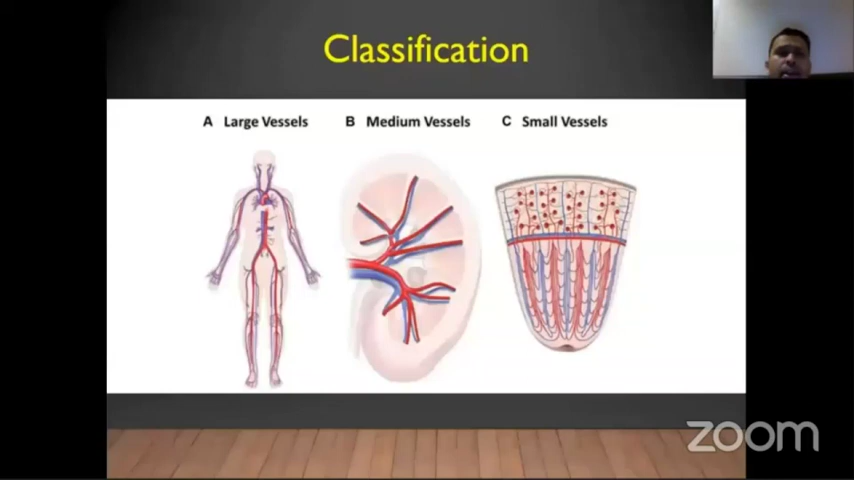 Classification
A Large Vessels
B Medium Vessels
C Small Vessels
zoom